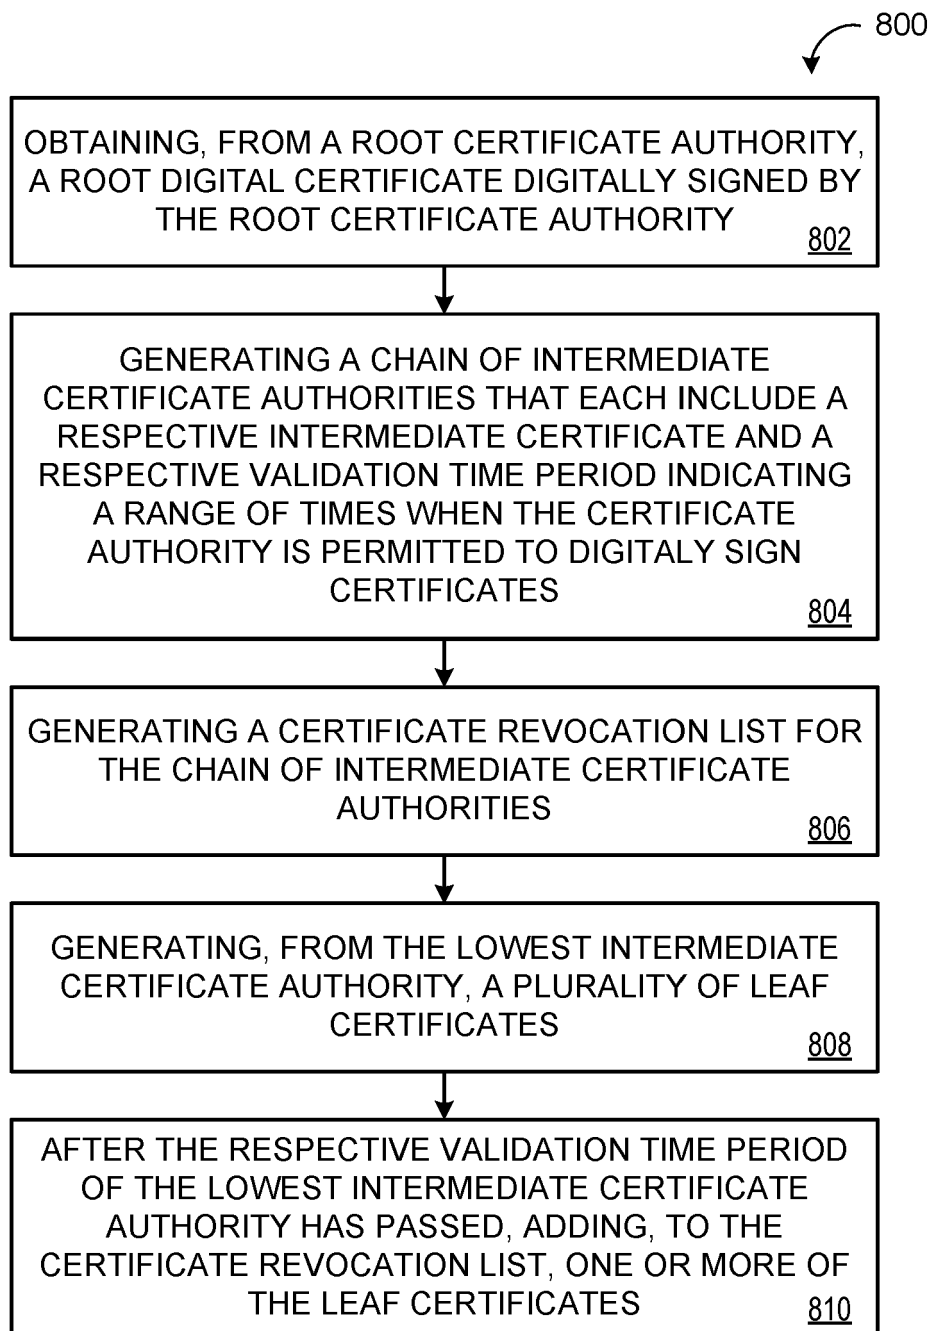 800
OBTAINING, FROM A ROOT CERTIFICATE AUTHORITY,
A ROOT DIGITAL CERTIFICATE DIGITALLY SIGNED BY
THE ROOT CERTIFICATE AUTHORITY
802
GENERATING A CHAIN OF INTERMEDIATE
CERTIFICATE AUTHORITIES THAT EACH INCLUDE A
RESPECTIVE INTERMEDIATE CERTIFICATE AND A
RESPECTIVE VALIDATION TIME PERIOD INDICATING
A RANGE OF TIMES WHEN THE CERTIFICATE
AUTHORITY IS PERMITTED TO DIGITALY SIGN
CERTIFICATES
804
GENERATING A CERTIFICATE REVOCATION LIST FOR
THE CHAIN OF INTERMEDIATE CERTIFICATE
AUTHORITIES
806
GENERATING, FROM THE LOWEST INTERMEDIATE
CERTIFICATE AUTHORITY, A PLURALITY OF LEAF
CERTIFICATES
808
AFTER THE RESPECTIVE VALIDATION TIME PERIOD
OF THE LOWEST INTERMEDIATE CERTIFICATE
AUTHORITY HAS PASSED, ADDING, TO THE
CERTIFICATE REVOCATION LIST, ONE OR MORE OF
THE LEAF CERTIFICATES
810